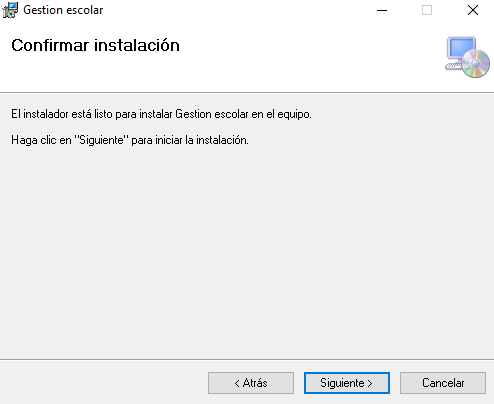 Gestion escolar
Confirmar instalación
El instalador está listo para instalar Gestion escolar en el equipo.
Haga clic en "Siguiente" para iniciar la instalación.
< Atrás
Siguiente >
Cancelar